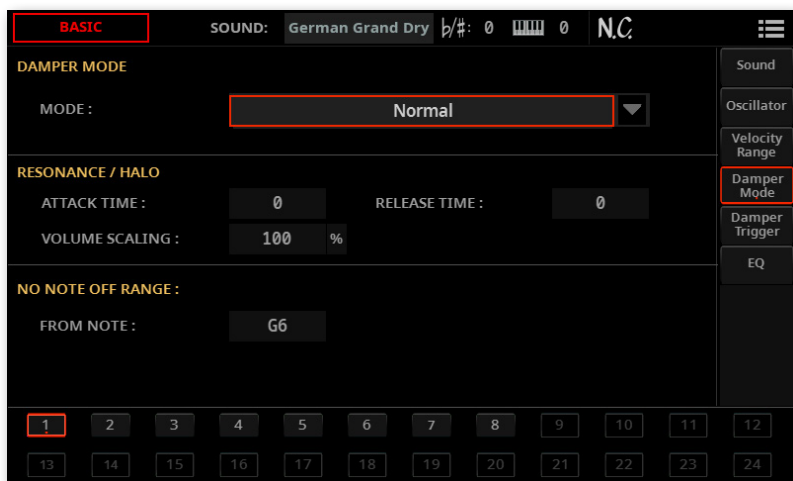 BASIC SOUND: German Grand Dry ♭/#: 0 0 N.C.
DAMPER MODE
MODE : Normal
RESONANCE / HALO
ATTACK TIME : 0 RELEASE TIME : 0
VOLUME SCALING : 100 %
NO NOTE OFF RANGE :
FROM NOTE : G6
Sound
Oscillator
Velocity
Range
Damper
Mode
Damper
Trigger
EQ
1 2 3 4 5 6 7 8 9 10 11 12
13 14 15 16 17 18 19 20 21 22 23 24